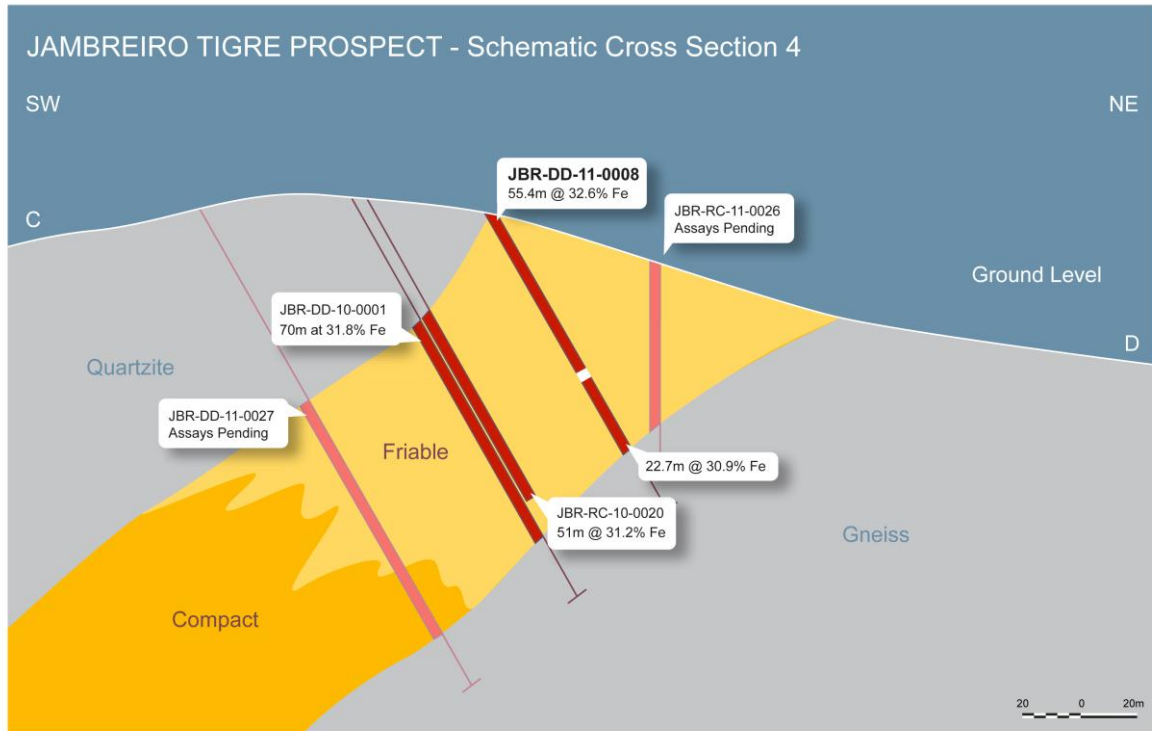 JAMBREIRO TIGRE PROSPECT - Schematic Cross Section 4
SW
NE
JBR-DD-11-0008
55.4m @ 32.6% Fe
JBR-RC-11-0026
Assays Pending
C
Ground Level
JBR-DD-10-0001
70m at 31.8% Fe
D
Quartzite
JBR-DD-11-0027
Assays Pending
Friable
22.7m @ 30.9% Fe
JBR-RC-10-0020
51m @ 31.2% Fe
Gneiss
Compact
20 0 20m